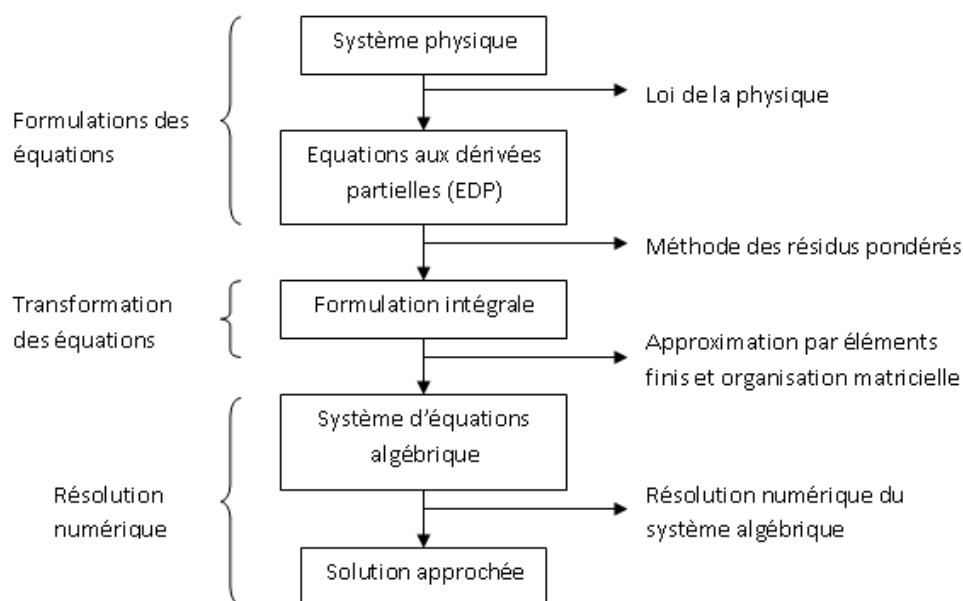 Système physique
Loi de la physique
Formulations des
équations
Equations aux dérivées
partielles (EDP)
Méthode des résidus pondérés
Transformation
des équations
Formulation intégrale
Approximation par éléments
finis et organisation matricielle
Système d'équations
algébrique
Résolution
numérique
Résolution numérique du
système algébrique
Solution approchée